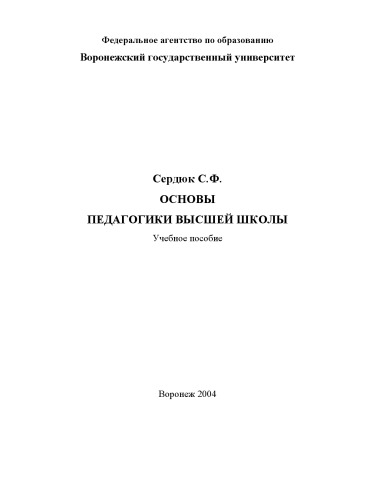 Федеральное агентство по образованию
Воронежский государственный университет
Сердюк С.Ф.
ОСНОВЫ
ПЕДАГОГИКИ ВЫСШЕЙ ШКОЛЫ
Учебное пособие
Воронеж 2004